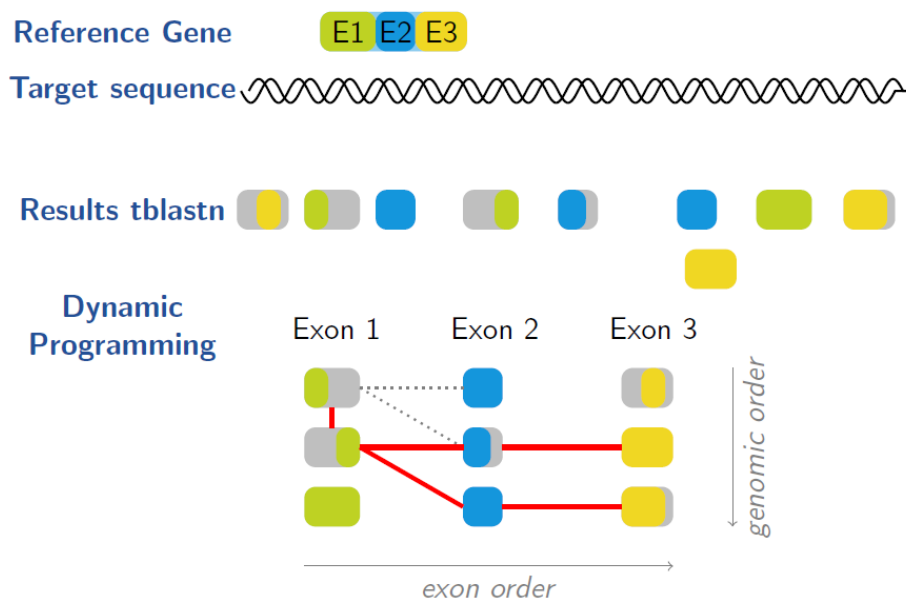 Reference Gene
E1 E2 E3
Target sequence
Results tblastn
Dynamic
Programming
Exon 1 Exon 2 Exon 3
genomic order
exon order